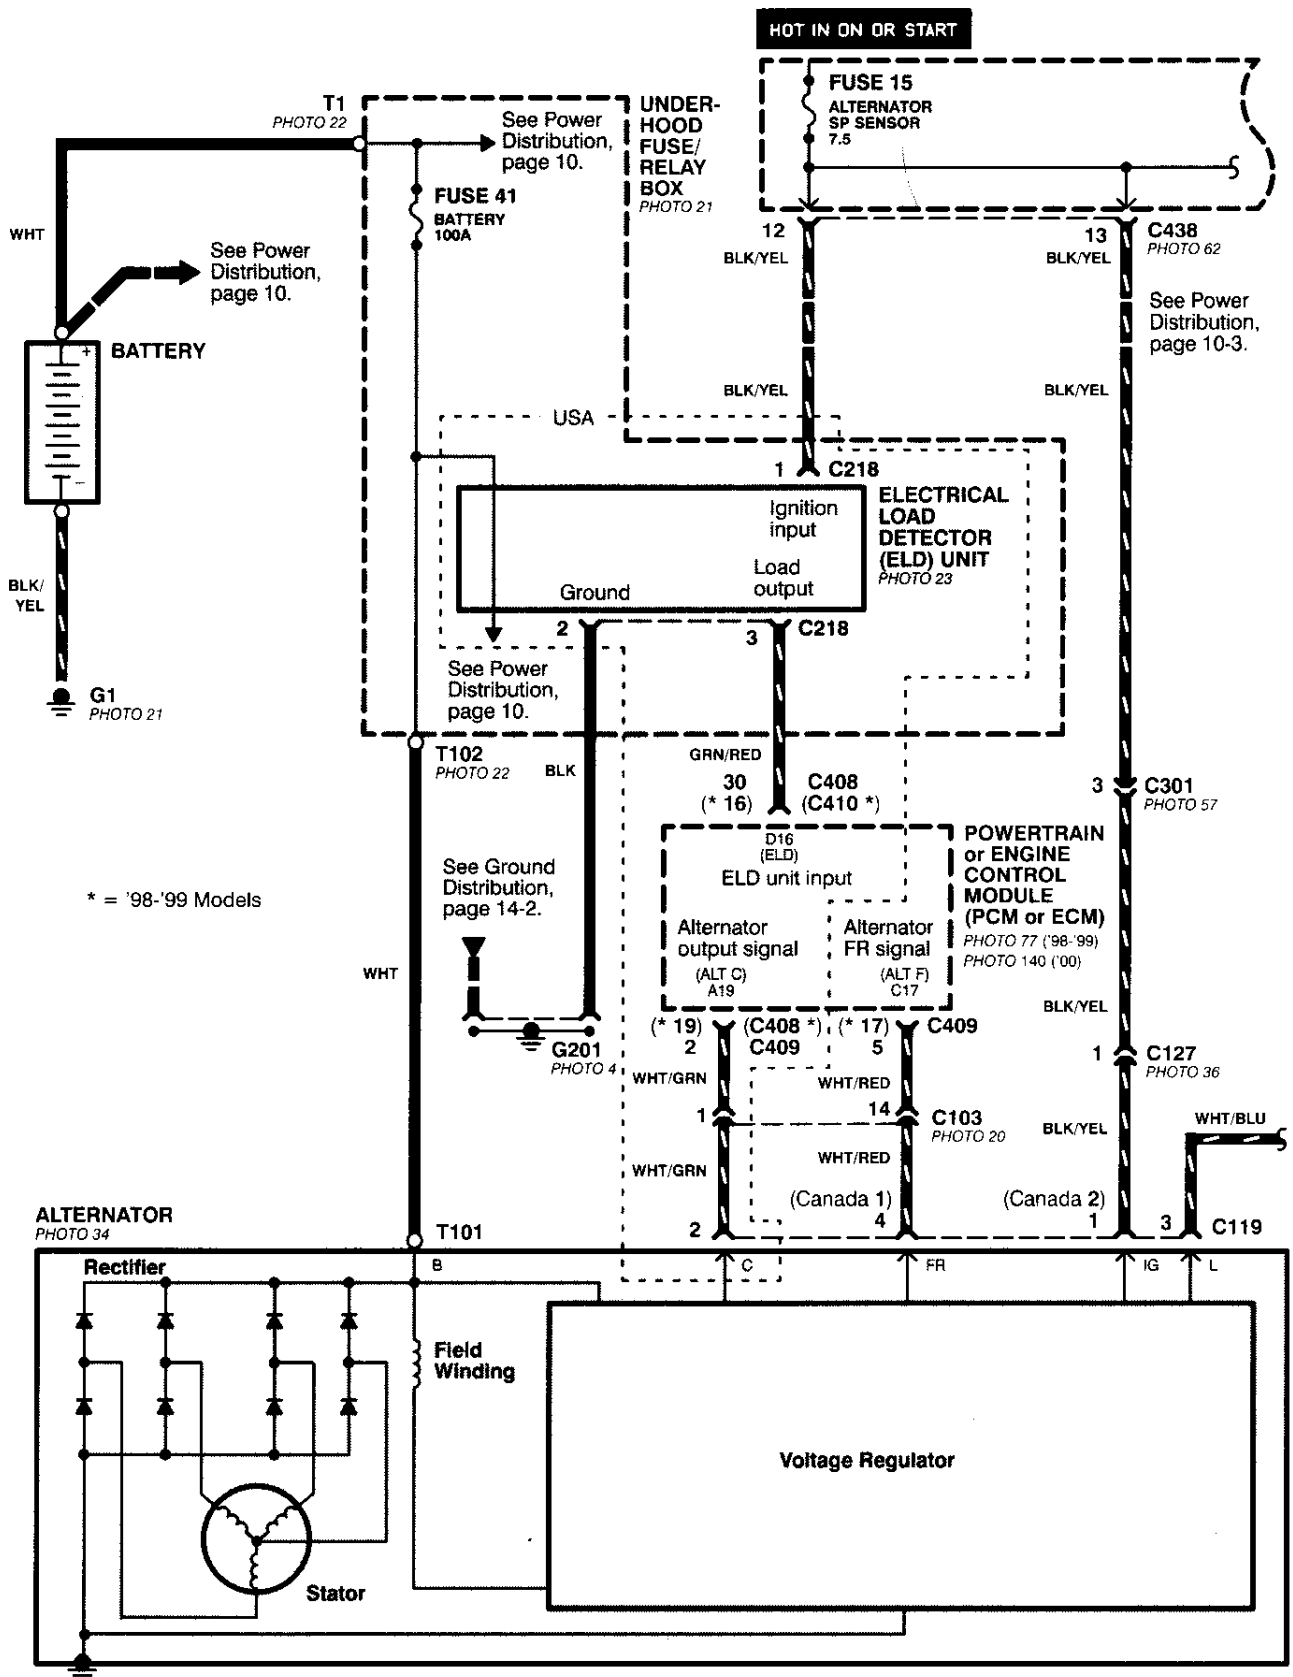 HOT IN ON OR START
FUSE 15
ALTERNATOR
SP SENSOR
7.5
T1
PHOTO 22
See Power
Distribution,
page 10.
UNDER-
HOOD
FUSE/
RELAY
BOX
PHOTO 21
FUSE 41
BATTERY
100A
WHT
See Power
Distribution,
page 10.
12
13
C438
PHOTO 62
BLK/YEL
BLK/YEL
See Power
Distribution,
page 10-3.
+
BATTERY
−
BLK/YEL
BLK/YEL
USA
1
C218
Ignition
input
Load
output
Ground
ELECTRICAL
LOAD
DETECTOR
(ELD) UNIT
PHOTO 23
BLK/
YEL
2
3
C218
G1
PHOTO 21
See Power
Distribution,
page 10.
T102
PHOTO 22
BLK
GRN/RED
30
(* 16)
C408
(C410 *)
3
C301
PHOTO 57
D16
(ELD)
ELD unit input
Alternator
output signal
(ALT C)
A19
Alternator
FR signal
(ALT F)
C17
POWERTRAIN
or ENGINE
CONTROL
MODULE
(PCM or ECM)
PHOTO 77 ('98-'99)
PHOTO 140 ('00)
See Ground
Distribution,
page 14-2.
* = '98-'99 Models
WHT
BLK/YEL
G201
PHOTO 4
(* 19)
2
(C408 *)
C409
(* 17)
5
C409
1
C127
PHOTO 36
WHT/GRN
WHT/RED
1
14
C103
PHOTO 20
BLK/YEL
WHT/BLU
WHT/GRN
WHT/RED
(Canada 1)
(Canada 2)
ALTERNATOR
PHOTO 34
T101
2
4
1
3
C119
Rectifier
B
C
FR
IG
L
Field
Winding
Voltage Regulator
Stator